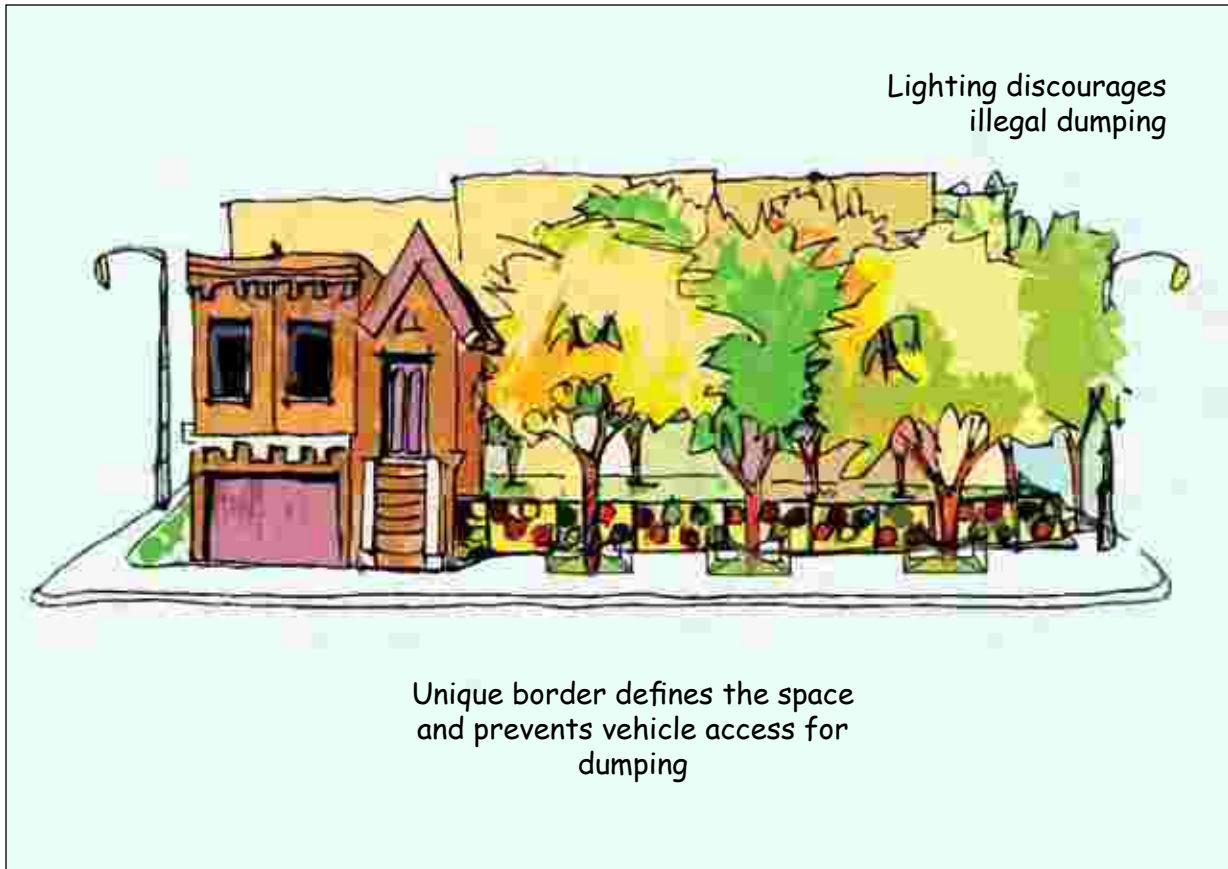 Lighting discourages
illegal dumping
Unique border defines the space
and prevents vehicle access for
dumping